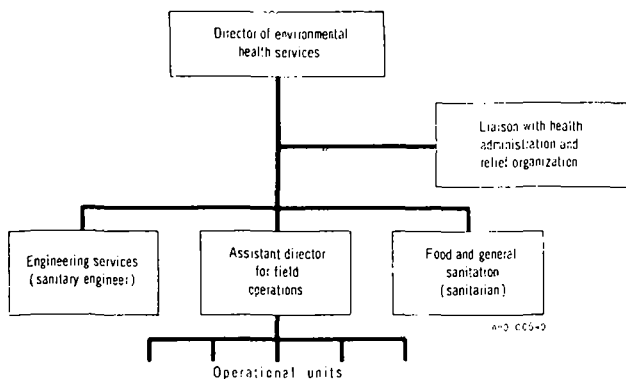 Director of environmental
health services
Liaison with health
administration and
relief organization
Engineering services
(sanitary engineer)
Assistant director
for field
operations
Food and general
sanitation
(sanitarian)
Operational units